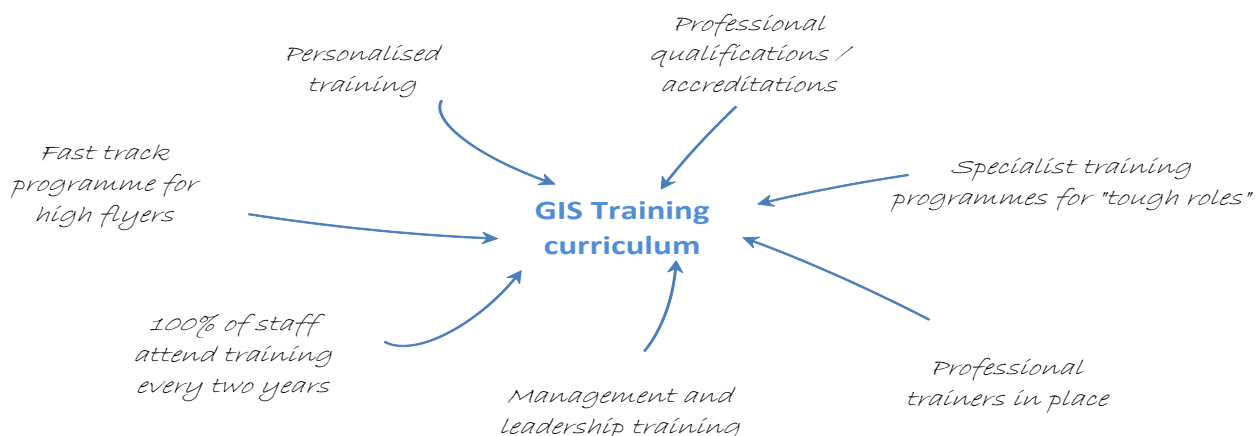 Professional
qualifications /
accreditations
Personalised
training
Fast track
programme for
high flyers
Specialist training
programmes for "tough roles"
GIS Training
curriculum
100% of staff
attend training
every two years
Management and
leadership training
Professional
trainers in place